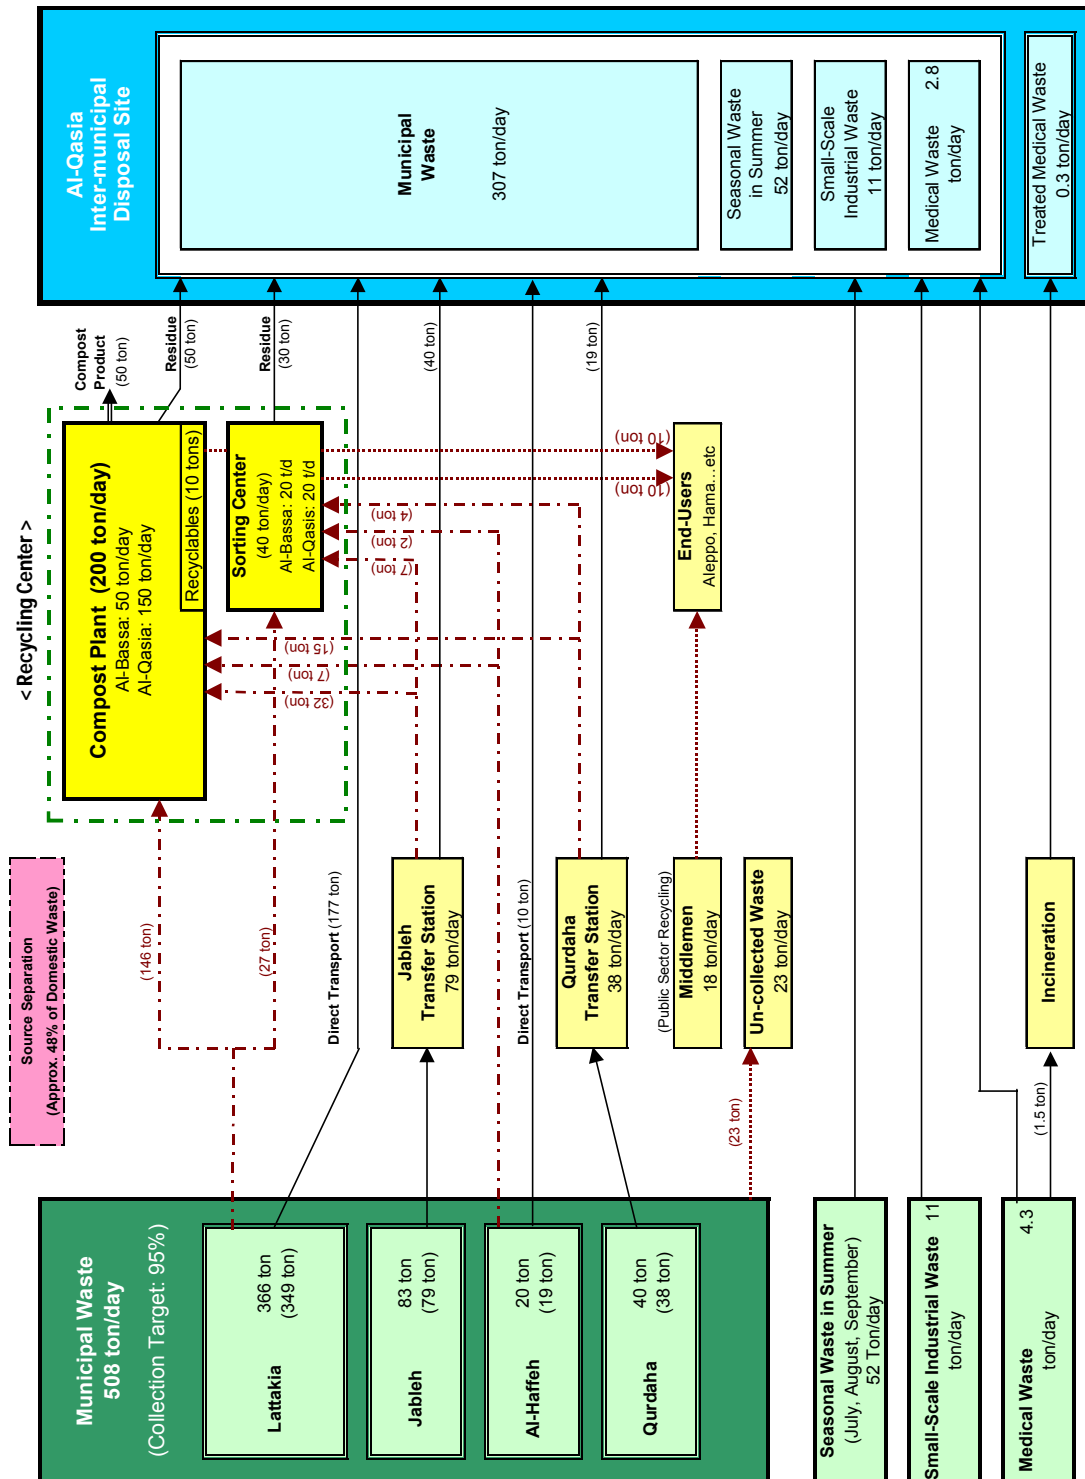 Municipal Waste
508 ton/day
(Collection Target: 95%)
Lattakia
366 ton
(349 ton)
Jableh
83 ton
(79 ton)
Al-Haffeh
20 ton
(19 ton)
Qurdaha
40 ton
(38 ton)
Seasonal Waste in Summer
(July, August, September)
52 Ton/day
Small-Scale Industrial Waste 11
ton/day
Medical Waste 4.3
ton/day
Source Separation
(Approx. 48% of Domestic Waste)
(146 ton)
(27 ton)
Direct Transport (177 ton)
Jableh
Transfer Station
79 ton/day
Direct Transport (10 ton)
Qurdaha
Transfer Station
38 ton/day
(Public Sector Recycling)
Middlemen
18 ton/day
(23 ton)
Un-collected Waste
23 ton/day
(1.5 ton)
Incineration
< Recycling Center >
Compost Plant (200 ton/day)
Al-Bassa: 50 ton/day
Al-Qasia: 150 ton/day
Recyclables (10 tons)
Sorting Center
(40 ton/day)
Al-Bassa: 20 t/d
Al-Qasis: 20 t/d
(32 ton)
(7 ton)
(15 ton)
(7 ton)
(2 ton)
(4 ton)
(10 ton)
(10 ton)
End-Users
Aleppo, Hama...etc
Compost
Product
(50 ton)
Residue
(50 ton)
Residue
(30 ton)
(40 ton)
(19 ton)
Al-Qasia
Inter-municipal
Disposal Site
Municipal
Waste
307 ton/day
Seasonal Waste
in Summer
52 ton/day
Small-Scale
Industrial Waste
11 ton/day
Medical Waste 2.8
ton/day
Treated Medical Waste
0.3 ton/day